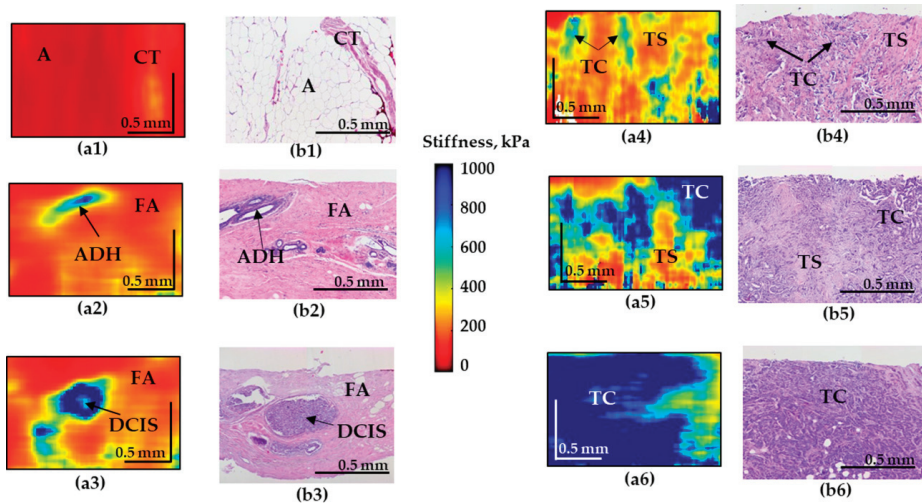 A
CT
0.5 mm
(a1)
CT
A
0.5 mm
(b1)
FA
ADH
0.5 mm
(a2)
FA
ADH
0.5 mm
(b2)
FA
DCIS
0.5 mm
(a3)
FA
DCIS
0.5 mm
(b3)
Stiffness, kPa
1000
800
600
400
200
0
TS
TC
0.5 mm
(a4)
TS
TC
0.5 mm
(b4)
TC
TS
0.5 mm
(a5)
TC
TS
0.5 mm
(b5)
TC
0.5 mm
(a6)
TC
0.5 mm
(b6)